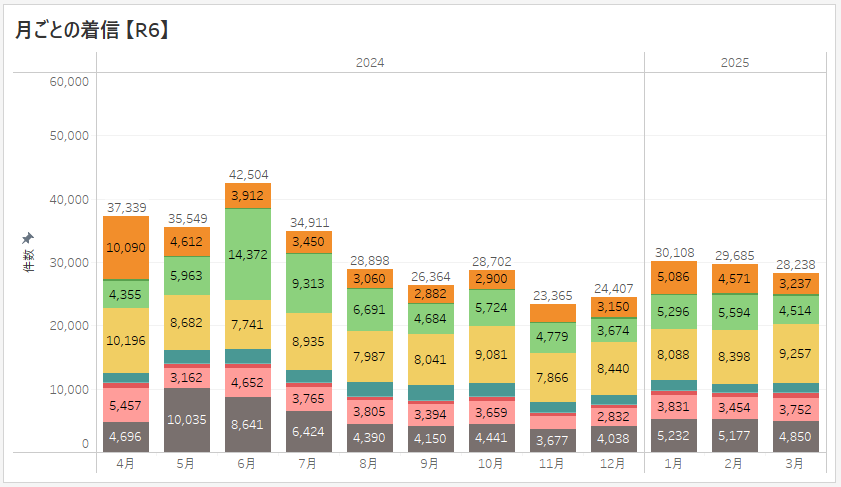 月ごとの着信【R6】
2024 2025
60,000
50,000
40,000
30,000
20,000
10,000
0
件数
37,339 35,549 42,504 34,911 28,898 26,364 28,702 23,365 24,407 30,108 29,685 28,238
10,090 4,612 3,912 3,450 3,060 2,882 2,900 3,150 5,086 4,571 3,237
4,355 5,963 14,372 9,313 6,691 4,684 5,724 4,779 3,674 5,296 5,594 4,514
10,196 8,682 7,741 8,935 7,987 8,041 9,081 7,866 8,440 8,088 8,398 9,257
5,457 3,162 4,652 3,765 3,805 3,394 3,659 2,832 3,831 3,454 3,752
4,696 10,035 8,641 6,424 4,390 4,150 4,441 3,677 4,038 5,232 5,177 4,850
4月 5月 6月 7月 8月 9月 10月 11月 12月 1月 2月 3月